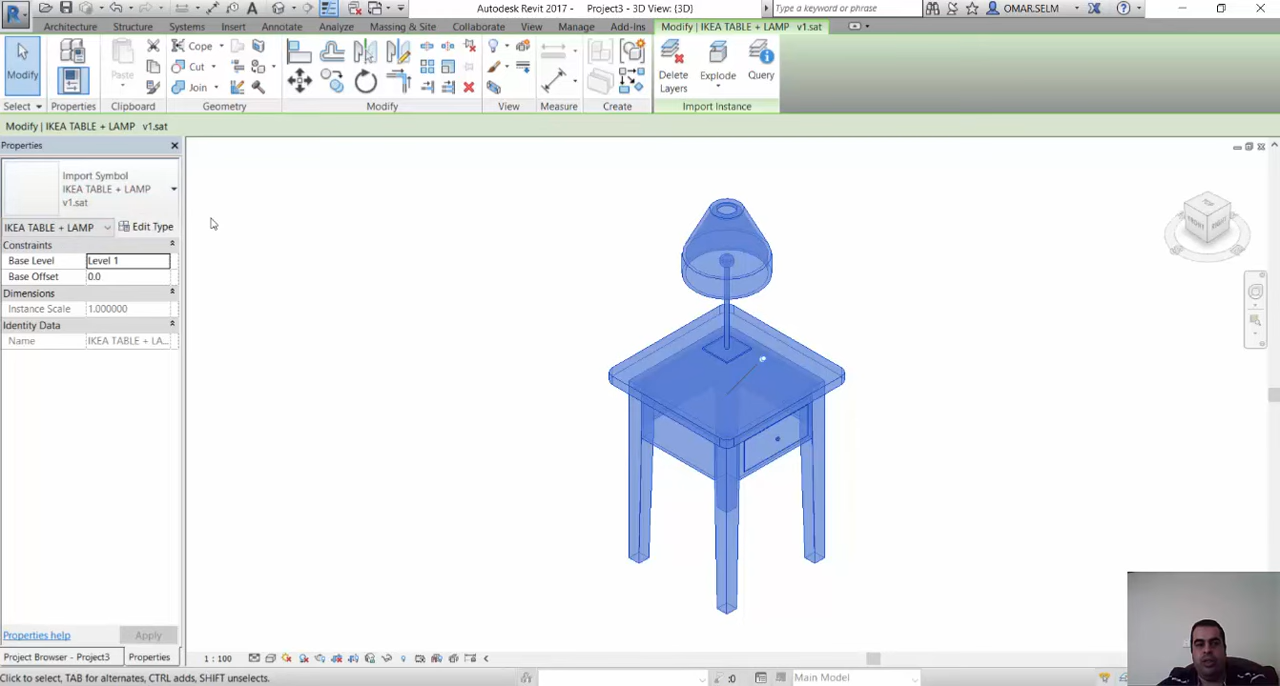 Autodesk Revit 2017 - Project3 - 3D View: {3D}
Type a keyword or phrase
OMAR.SELM
Architecture Structure Systems Insert Annotate Analyze Massing & Site Collaborate View Manage Add-Ins Modify | IKEA TABLE + LAMP v1.sat
Modify
Paste
Cope
Cut
Join
Delete Layers
Explode
Query
Select Properties Clipboard Geometry Modify View Measure Create Import Instance
Modify | IKEA TABLE + LAMP v1.sat
Properties
Import Symbol
IKEA TABLE + LAMP
v1.sat
IKEA TABLE + LAMP
Edit Type
Constraints
Base Level Level 1
Base Offset 0.0
Dimensions
Instance Scale 1.000000
Identity Data
Name IKEA TABLE + LA...
TOP
FRONT
RIGHT
Properties help
Apply
Project Browser - Project3
Properties
1 : 100
Click to select, TAB for alternates, CTRL adds, SHIFT unselects.
:0
Main Model